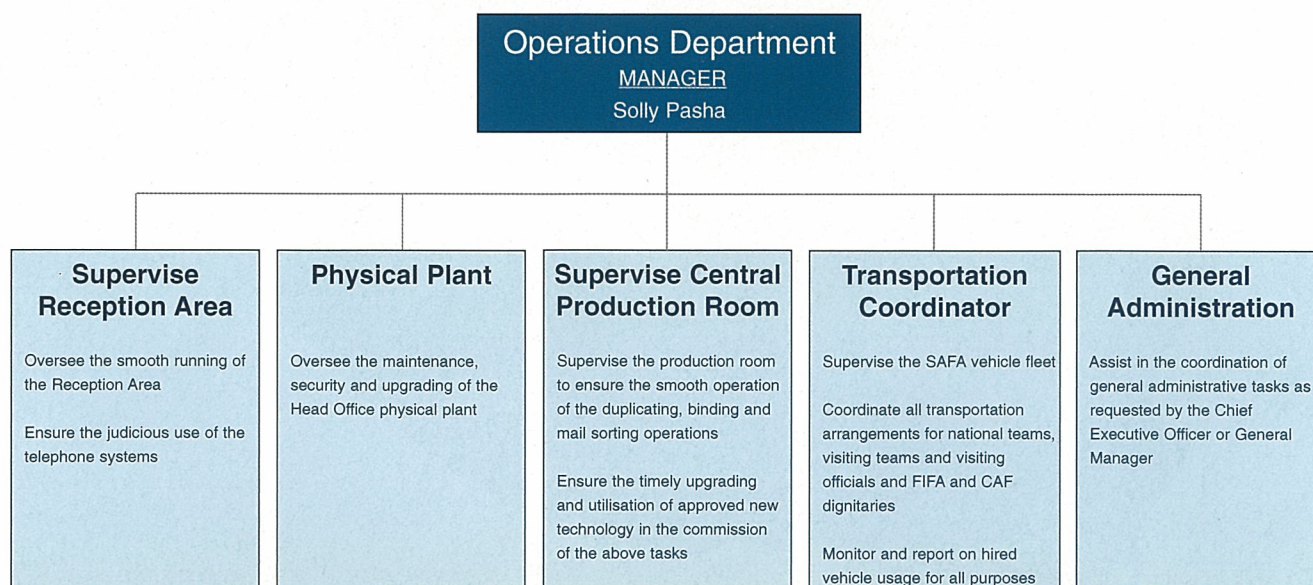 Operations Department
MANAGER
Solly Pasha
Supervise
Reception Area
Oversee the smooth running of
the Reception Area
Ensure the judicious use of the
telephone systems
Physical Plant
Oversee the maintenance,
security and upgrading of the
Head Office physical plant
Supervise Central
Production Room
Supervise the production room
to ensure the smooth operation
of the duplicating, binding and
mail sorting operations
Ensure the timely upgrading
and utilisation of approved new
technology in the commission
of the above tasks
Transportation
Coordinator
Supervise the SAFA vehicle fleet
Coordinate all transportation
arrangements for national teams,
visiting teams and visiting
officials and FIFA and CAF
dignitaries
Monitor and report on hired
vehicle usage for all purposes
General
Administration
Assist in the coordination of
general administrative tasks as
requested by the Chief
Executive Officer or General
Manager